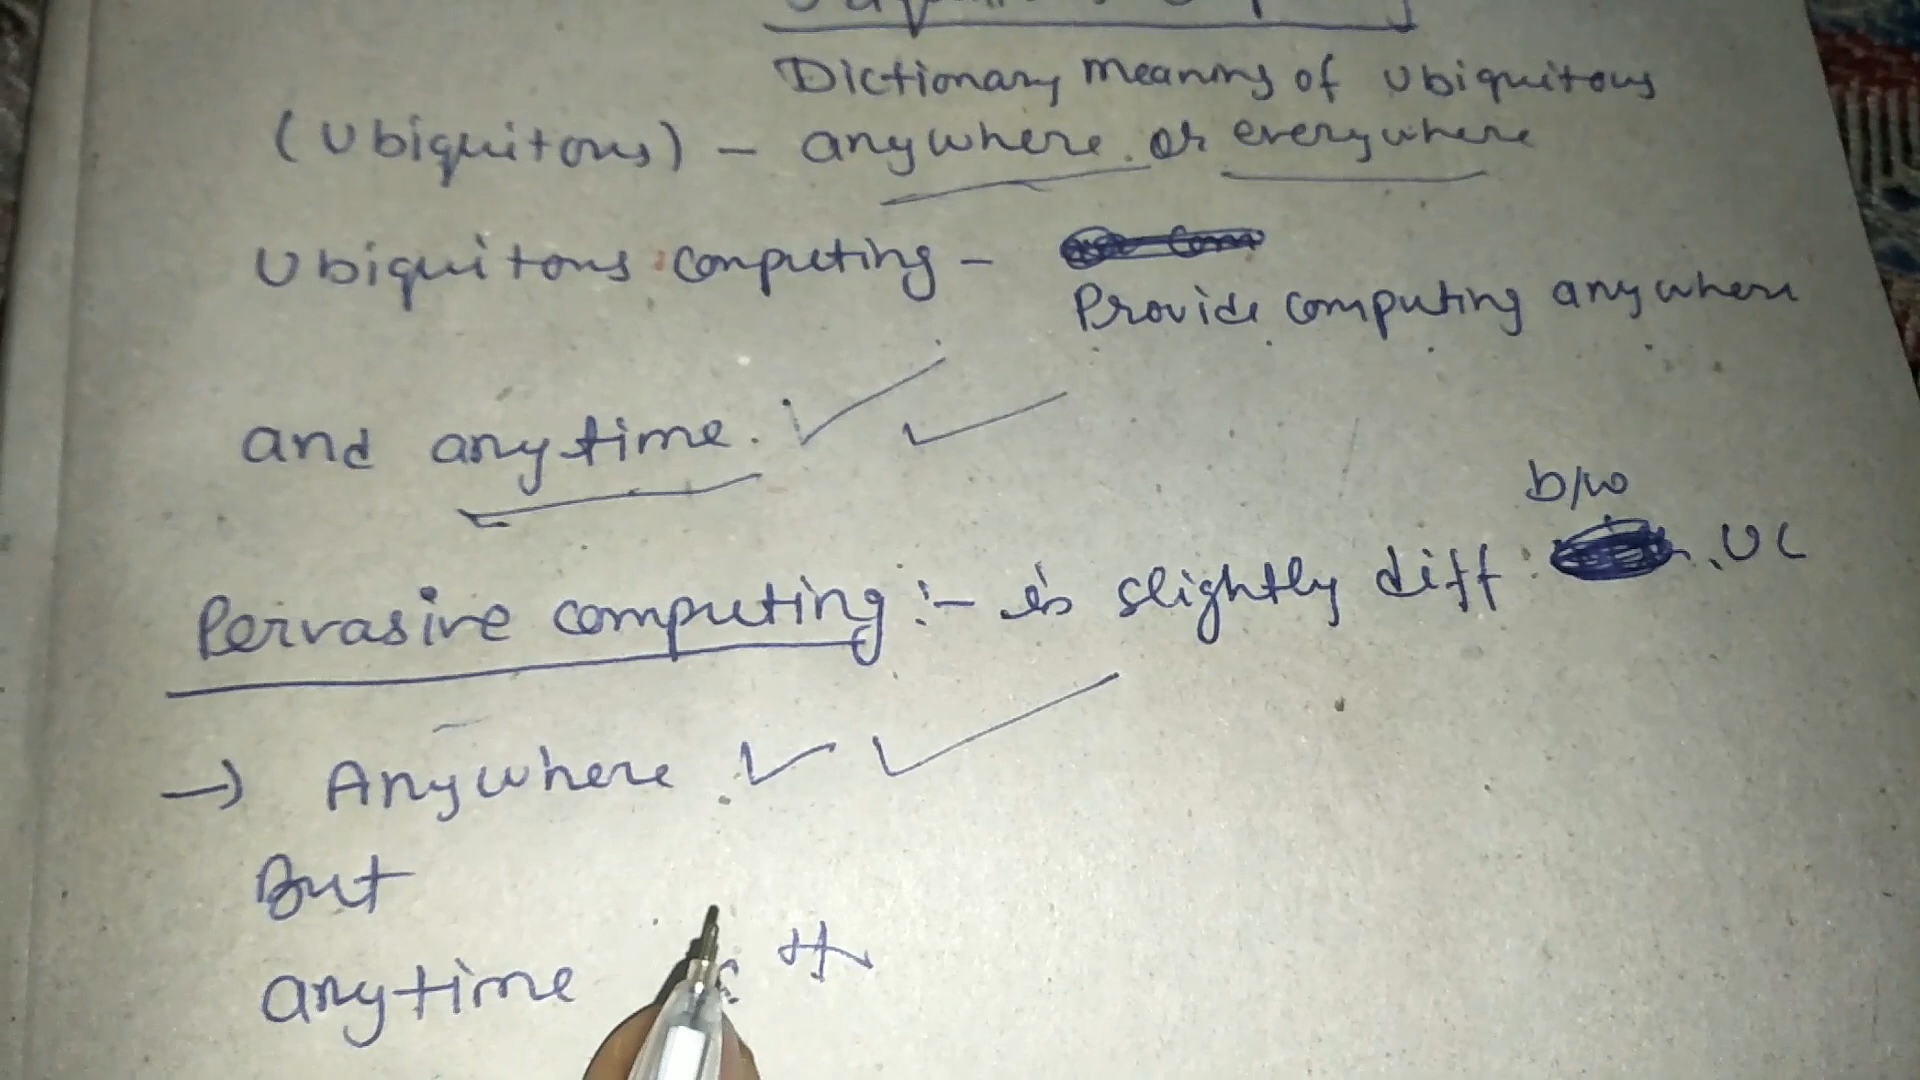 Dictionary meaning of Ubiquitous
(Ubiquitous) - anywhere or everywhere
Ubiquitous computing -
Provide computing anywhere
and anytime.
b/w
Pervasive computing :- is slightly diff UC
→ Anywhere
But
anytime